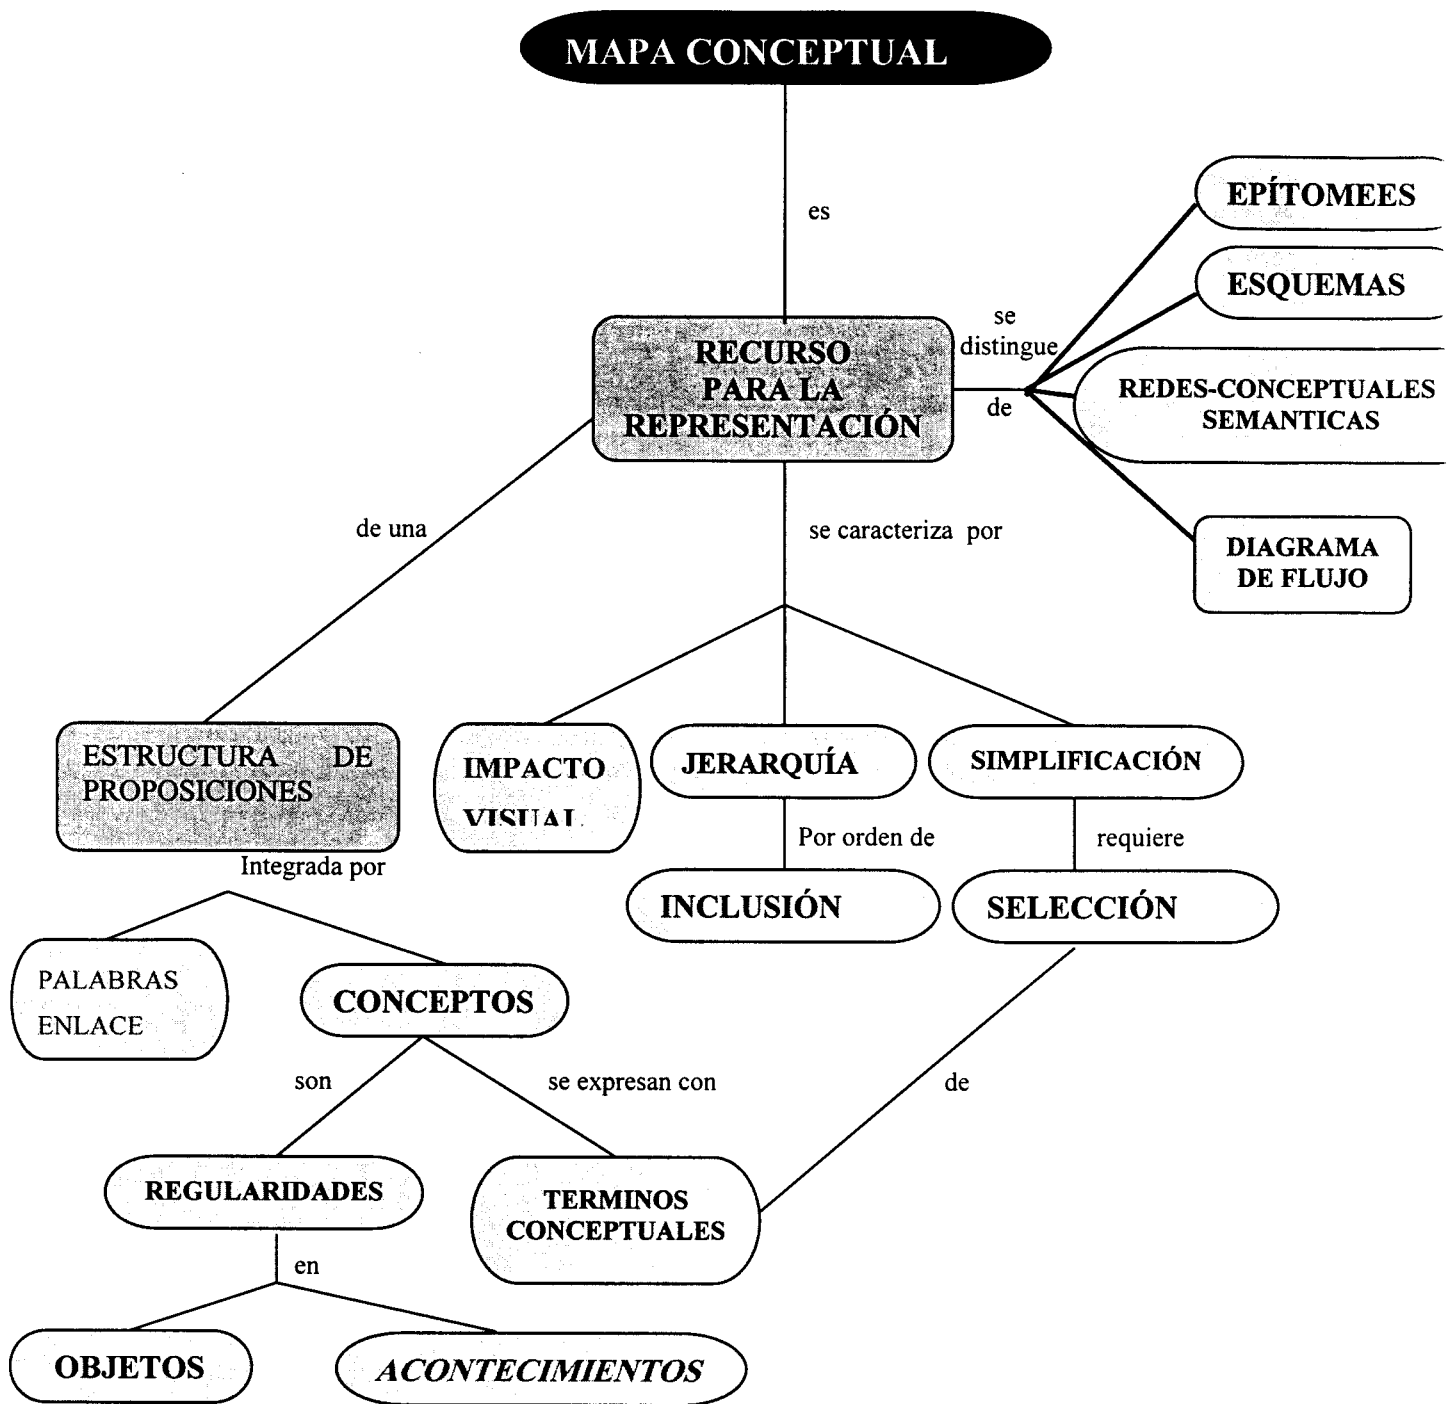 MAPA CONCEPTUAL
es
EPÍTOMEES
ESQUEMAS
se
distingue
de
RECURSO
PARA LA
REPRESENTACIÓN
REDES-CONCEPTUALES
SEMANTICAS
DIAGRAMA
DE FLUJO
de una
se caracteriza por
ESTRUCTURA DE
PROPOSICIONES
IMPACTO
VISUAL
JERARQUÍA
SIMPLIFICACIÓN
Integrada por
Por orden de
requiere
INCLUSIÓN
SELECCIÓN
PALABRAS
ENLACE
CONCEPTOS
son
se expresan con
de
REGULARIDADES
TERMINOS
CONCEPTUALES
en
OBJETOS
ACONTECIMIENTOS